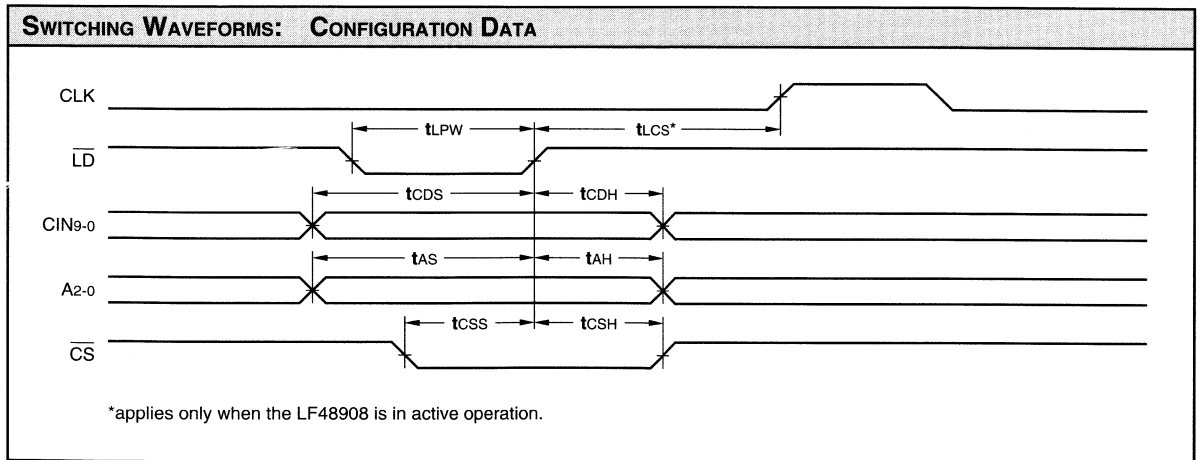 SWITCHING WAVEFORMS: CONFIGURATION DATA
CLK
tLPW
tLCS*
LD
tCDS
tCDH
CIN9-0
tAS
tAH
A2-0
tCSS
tCSH
CS
*applies only when the LF48908 is in active operation.